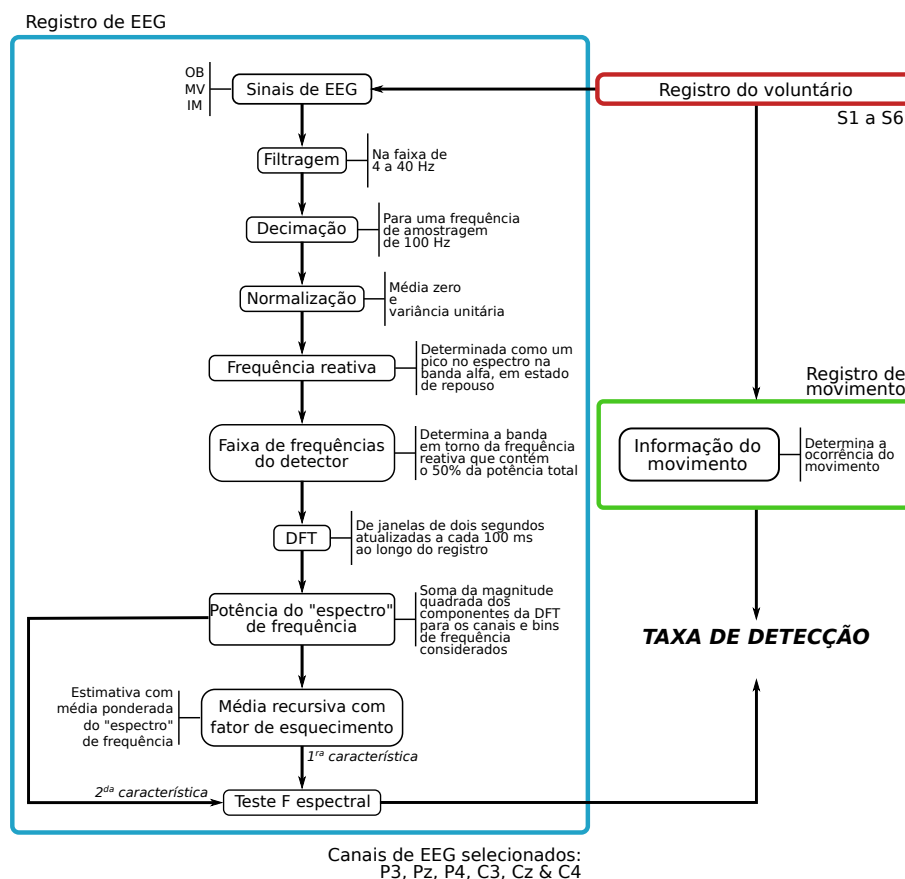 Registro de EEG
OB
MV
IM
Sinais de EEG
Registro do voluntário
S1 a S6
Filtragem
Na faixa de
4 a 40 Hz
Decimação
Para uma frequência
de amostragem
de 100 Hz
Normalização
Média zero
e
variância unitária
Frequência reativa
Determinada como um
pico no espectro na
banda alfa, em estado
de repouso
Registro de
movimento
Faixa de frequências
do detector
Determina a banda
em torno da frequência
reativa que contém
o 50% da potência total
Informação do
movimento
Determina a
ocorrência do
movimento
DFT
De janelas de dois segundos
atualizadas a cada 100 ms
ao longo do registro
Potência do "espectro"
de frequência
Soma da magnitude
quadrada dos
componentes da DFT
para os canais e bins
de frequência
considerados
TAXA DE DETECÇÃO
Estimativa com
média ponderada
do "espectro"
de frequência
Média recursiva com
fator de esquecimento
1ra característica
2da característica
Teste F espectral
Canais de EEG selecionados:
P3, Pz, P4, C3, Cz & C4